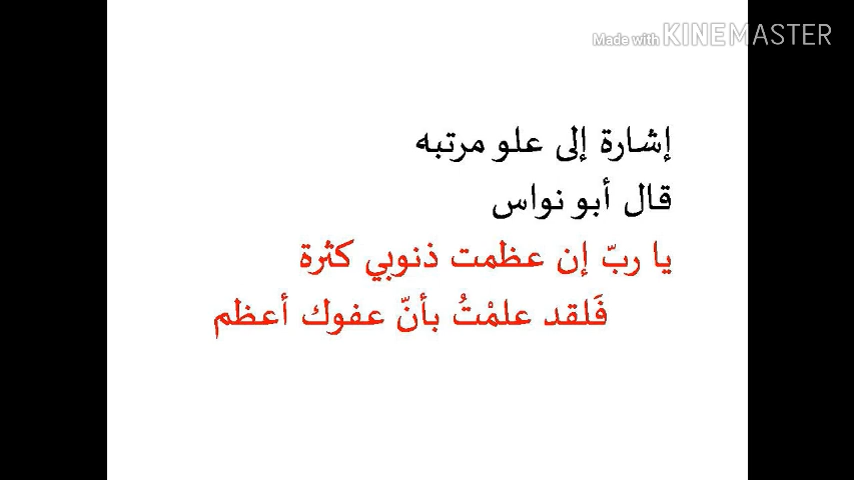 Made with KINEMASTER
إشارة إلى علو مرتبه
قال أبو نواس
يا ربّ إن عظمت ذنوبي كثرة
فَلقد علمْتُ بأنّ عفوك أعظم